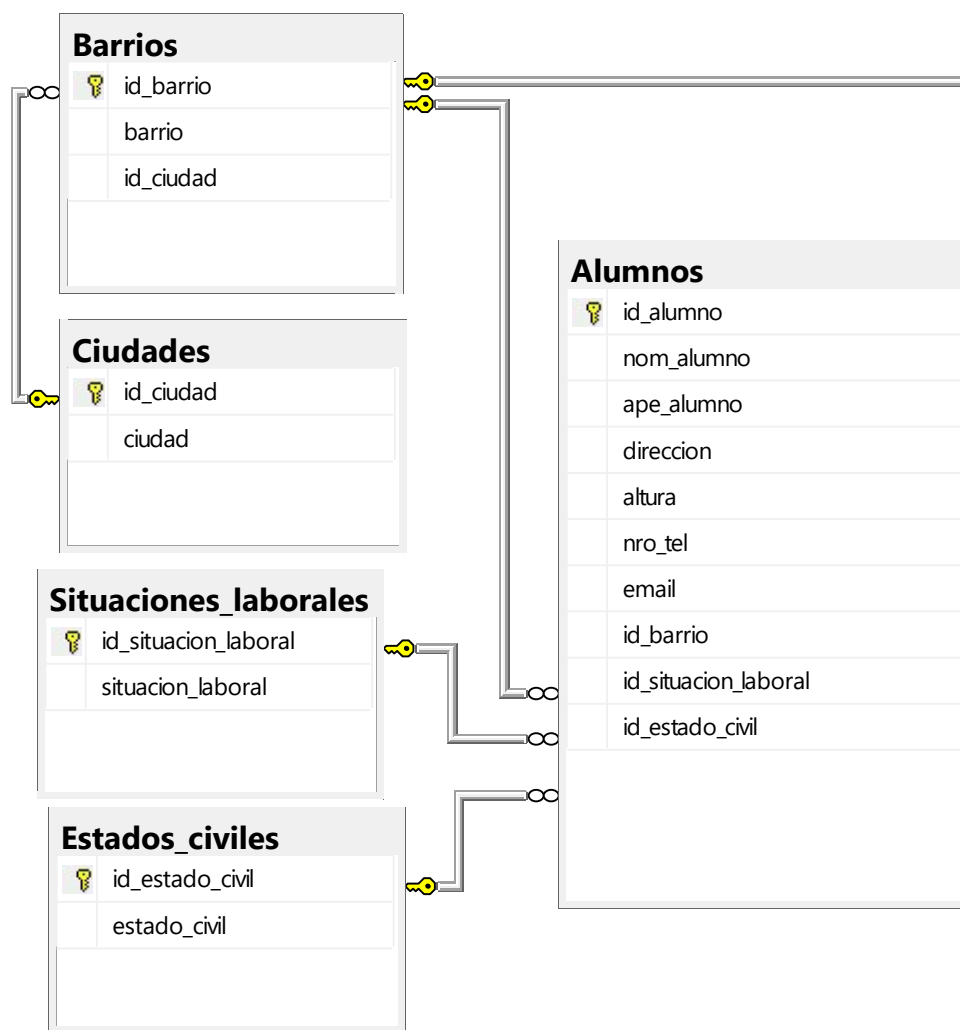 Barrios
id_barrio
barrio
id_ciudad
Ciudades
id_ciudad
ciudad
Situaciones_laborales
id_situacion_laboral
situacion_laboral
Estados_civiles
id_estado_civil
estado_civil
Alumnos
id_alumno
nom_alumno
ape_alumno
direccion
altura
nro_tel
email
id_barrio
id_situacion_laboral
id_estado_civil